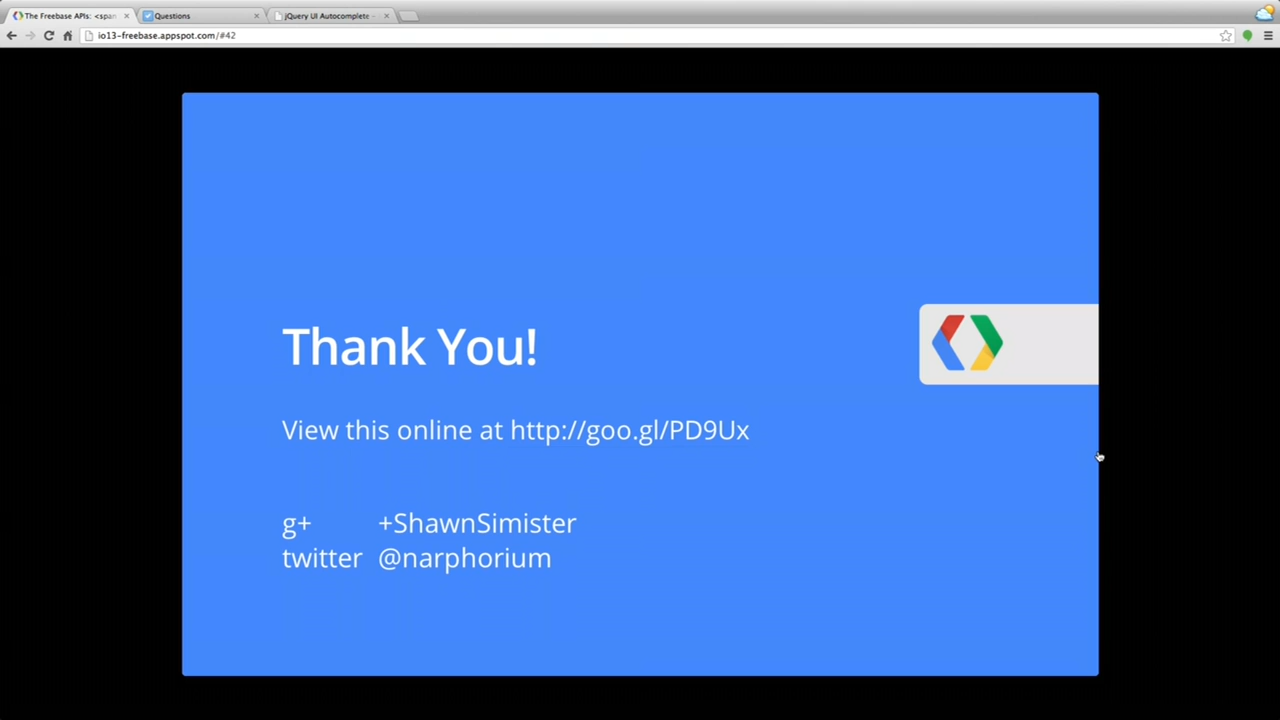 The Freebase APIs: <span
Questions
jQuery UI Autocomplete -
io13-freebase.appspot.com/#42
Thank You!
View this online at http://goo.gl/PD9Ux
g+ +ShawnSimister
twitter @narphorium